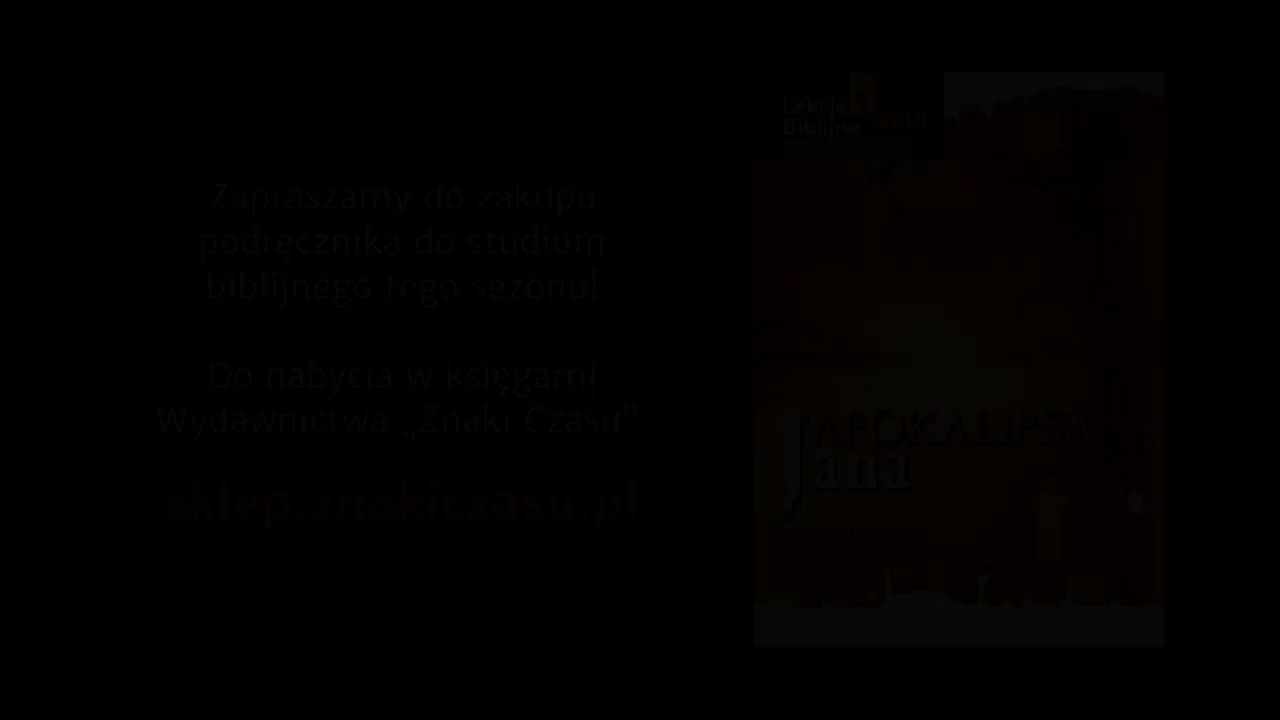 Zapraszamy do zakupu
podręcznika do studium
biblijnego tego sezonu!
Do nabycia w księgarni
Wydawnictwa „Znaki Czasu”:
sklep.znakiczasu.pl
Lekcje
Biblijne 2019
APOKALIPSA
Jana